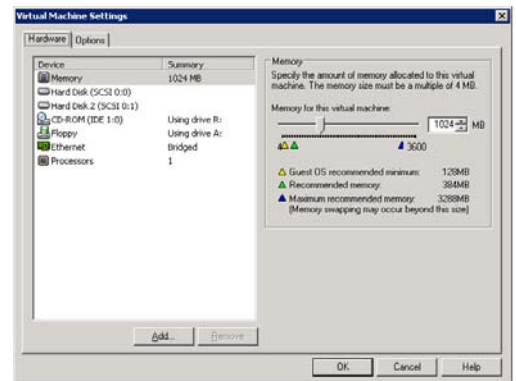 Virtual Machine Settings
Hardware Options
Device Summary
Memory 1024 MB
Hard Disk (SCSI 0:0)
Hard Disk 2 (SCSI 0:1)
CD-ROM (IDE 1:0) Using drive R:
Floppy Using drive A:
Ethernet Bridged
Processors 1
Add... Remove
Memory
Specify the amount of memory allocated to this virtual
machine. The memory size must be a multiple of 4 MB.
Memory for this virtual machine:
1024 MB
4 3600
Guest OS recommended minimum: 128MB
Recommended memory: 384MB
Maximum recommended memory: 3288MB
(Memory swapping may occur beyond this size)
OK Cancel Help